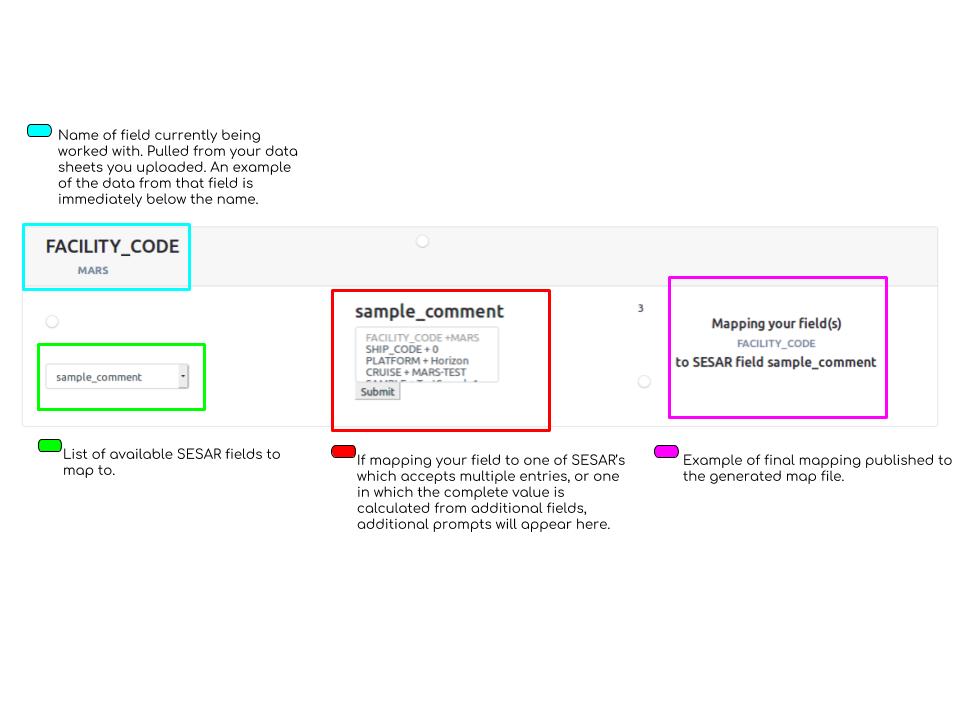 Name of field currently being
worked with. Pulled from your data
sheets you uploaded. An example
of the data from that field is
immediately below the name.
FACILITY_CODE
MARS
sample_comment
sample_comment
FACILITY_CODE +MARS
SHIP_CODE + 0
PLATFORM + Horizon
CRUISE + MARS-TEST
Submit
3
Mapping your field(s)
FACILITY_CODE
to SESAR field sample_comment
List of available SESAR fields to
map to.
If mapping your field to one of SESAR's
which accepts multiple entries, or one
in which the complete value is
calculated from additional fields,
additional prompts will appear here.
Example of final mapping published to
the generated map file.